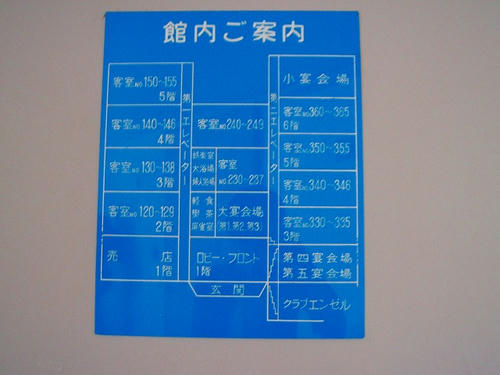 館内ご案内
客室NO150~155
5階
客室NO140~146
4階
客室NO130~138
3階
客室NO120~129
2階
売店
1階
第一エレベーター
客室NO240~249
娯楽室
大浴場
婦人浴場
客室
NO230~237
軽食
喫茶
麻雀室
大宴会場
(第1.第2.第3)
ロビー・フロント
1階
玄関
第二エレベーター
小宴会場
客室NO360~365
6階
客室NO350~355
5階
客室NO340~346
4階
客室NO330~335
3階
第四宴会場
第五宴会場
クラブエンゼル